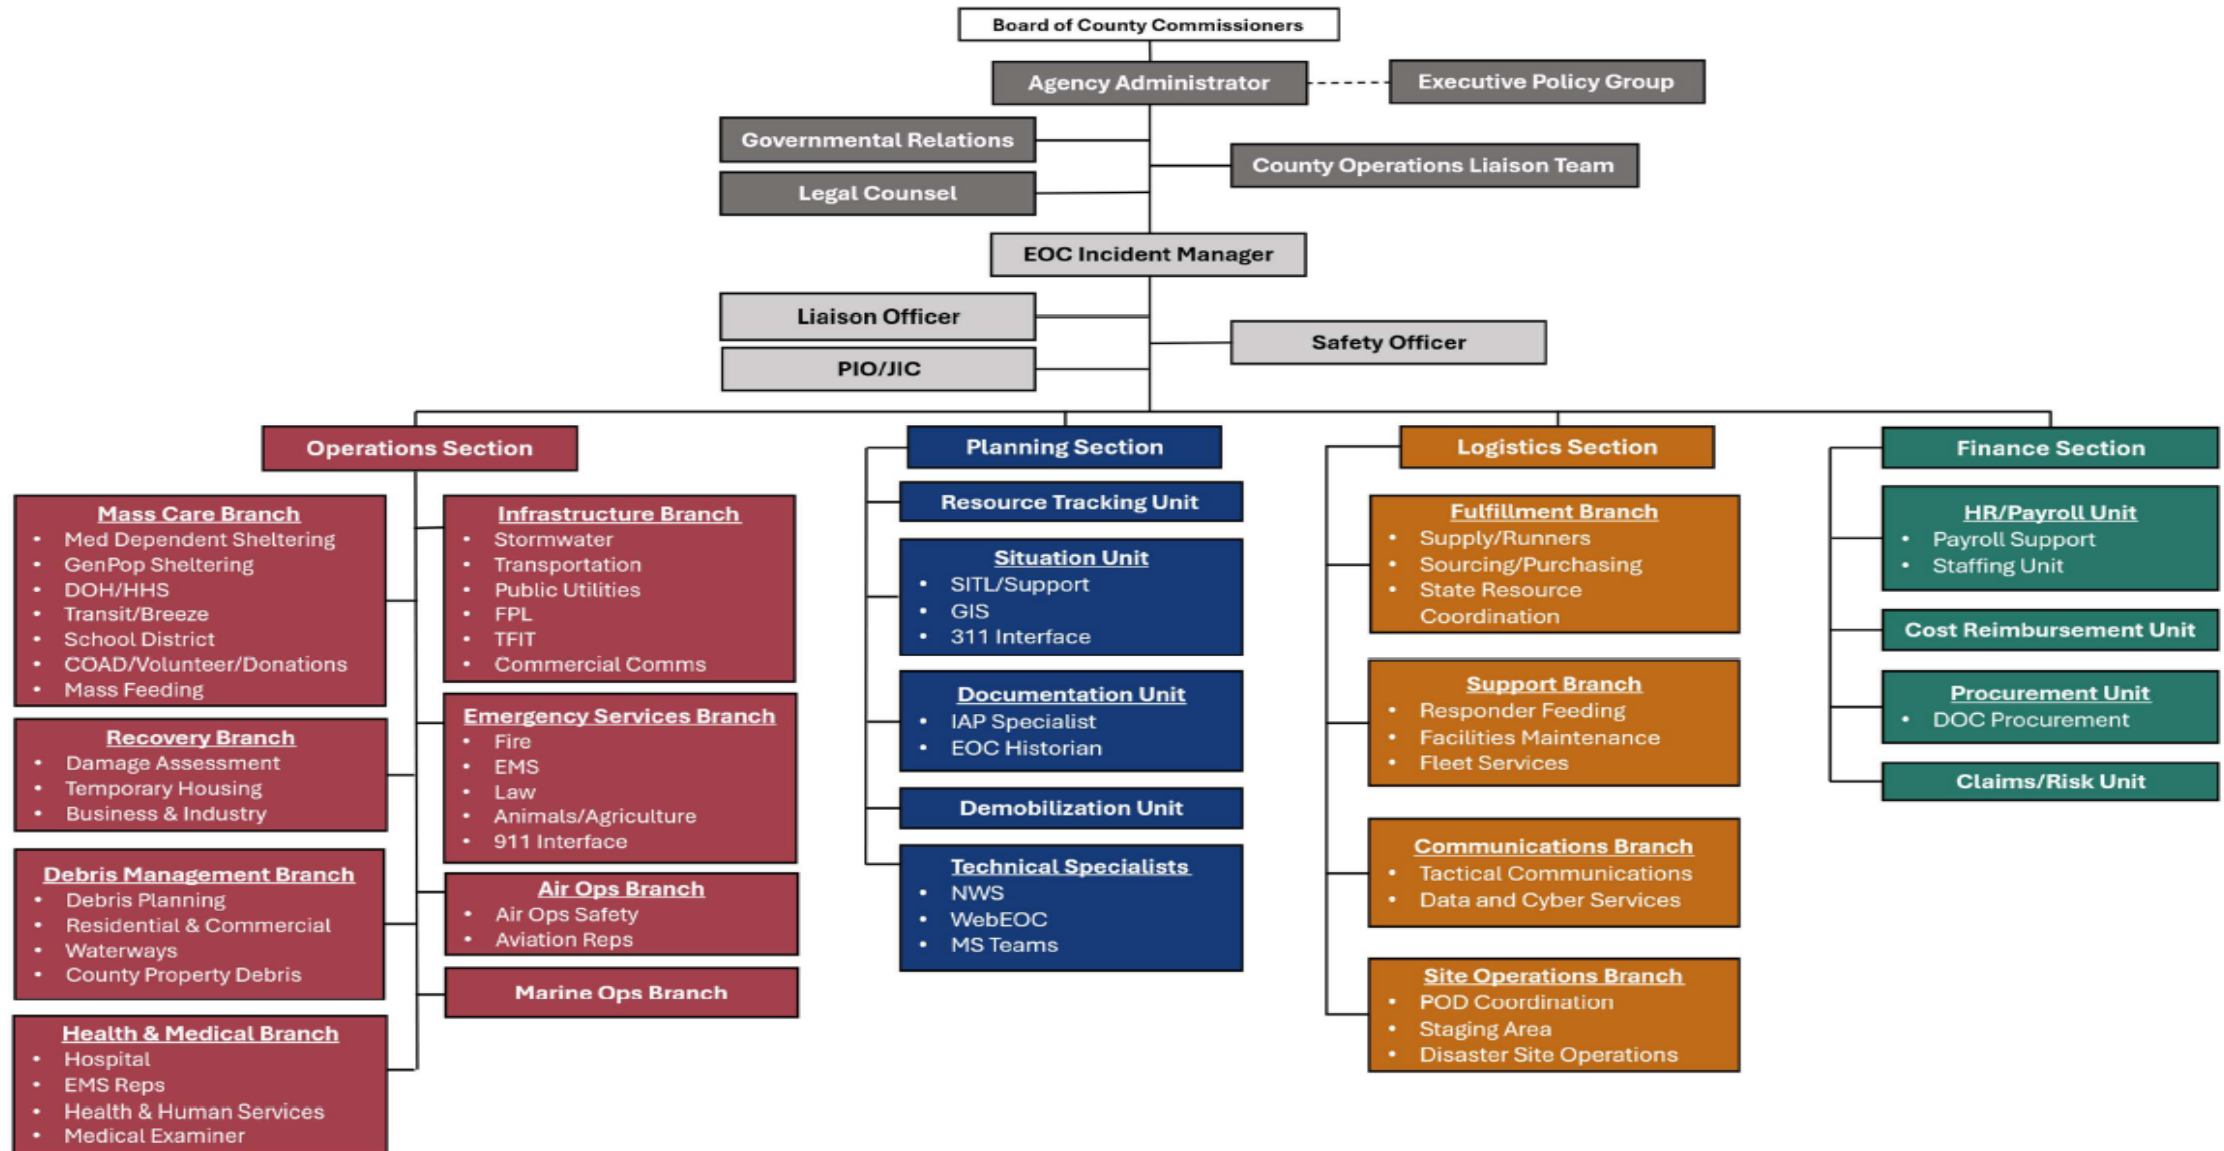 Board of County Commissioners
Agency Administrator
Executive Policy Group
Governmental Relations
County Operations Liaison Team
Legal Counsel
EOC Incident Manager
Liaison Officer
Safety Officer
PIO/JIC
Operations Section
Mass Care Branch
• Med Dependent Sheltering
• GenPop Sheltering
• DOH/HHS
• Transit/Breeze
• School District
• COAD/Volunteer/Donations
• Mass Feeding
Recovery Branch
• Damage Assessment
• Temporary Housing
• Business & Industry
Debris Management Branch
• Debris Planning
• Residential & Commercial
• Waterways
• County Property Debris
Health & Medical Branch
• Hospital
• EMS Reps
• Health & Human Services
• Medical Examiner
Infrastructure Branch
• Stormwater
• Transportation
• Public Utilities
• FPL
• TFIT
• Commercial Comms
Emergency Services Branch
• Fire
• EMS
• Law
• Animals/Agriculture
• 911 Interface
Air Ops Branch
• Air Ops Safety
• Aviation Reps
Marine Ops Branch
Planning Section
Resource Tracking Unit
Situation Unit
• SITL/Support
• GIS
• 311 Interface
Documentation Unit
• IAP Specialist
• EOC Historian
Demobilization Unit
Technical Specialists
• NWS
• WebEOC
• MS Teams
Logistics Section
Fulfillment Branch
• Supply/Runners
• Sourcing/Purchasing
• State Resource
Coordination
Support Branch
• Responder Feeding
• Facilities Maintenance
• Fleet Services
Communications Branch
• Tactical Communications
• Data and Cyber Services
Site Operations Branch
• POD Coordination
• Staging Area
• Disaster Site Operations
Finance Section
HR/Payroll Unit
• Payroll Support
• Staffing Unit
Cost Reimbursement Unit
Procurement Unit
• DOC Procurement
Claims/Risk Unit